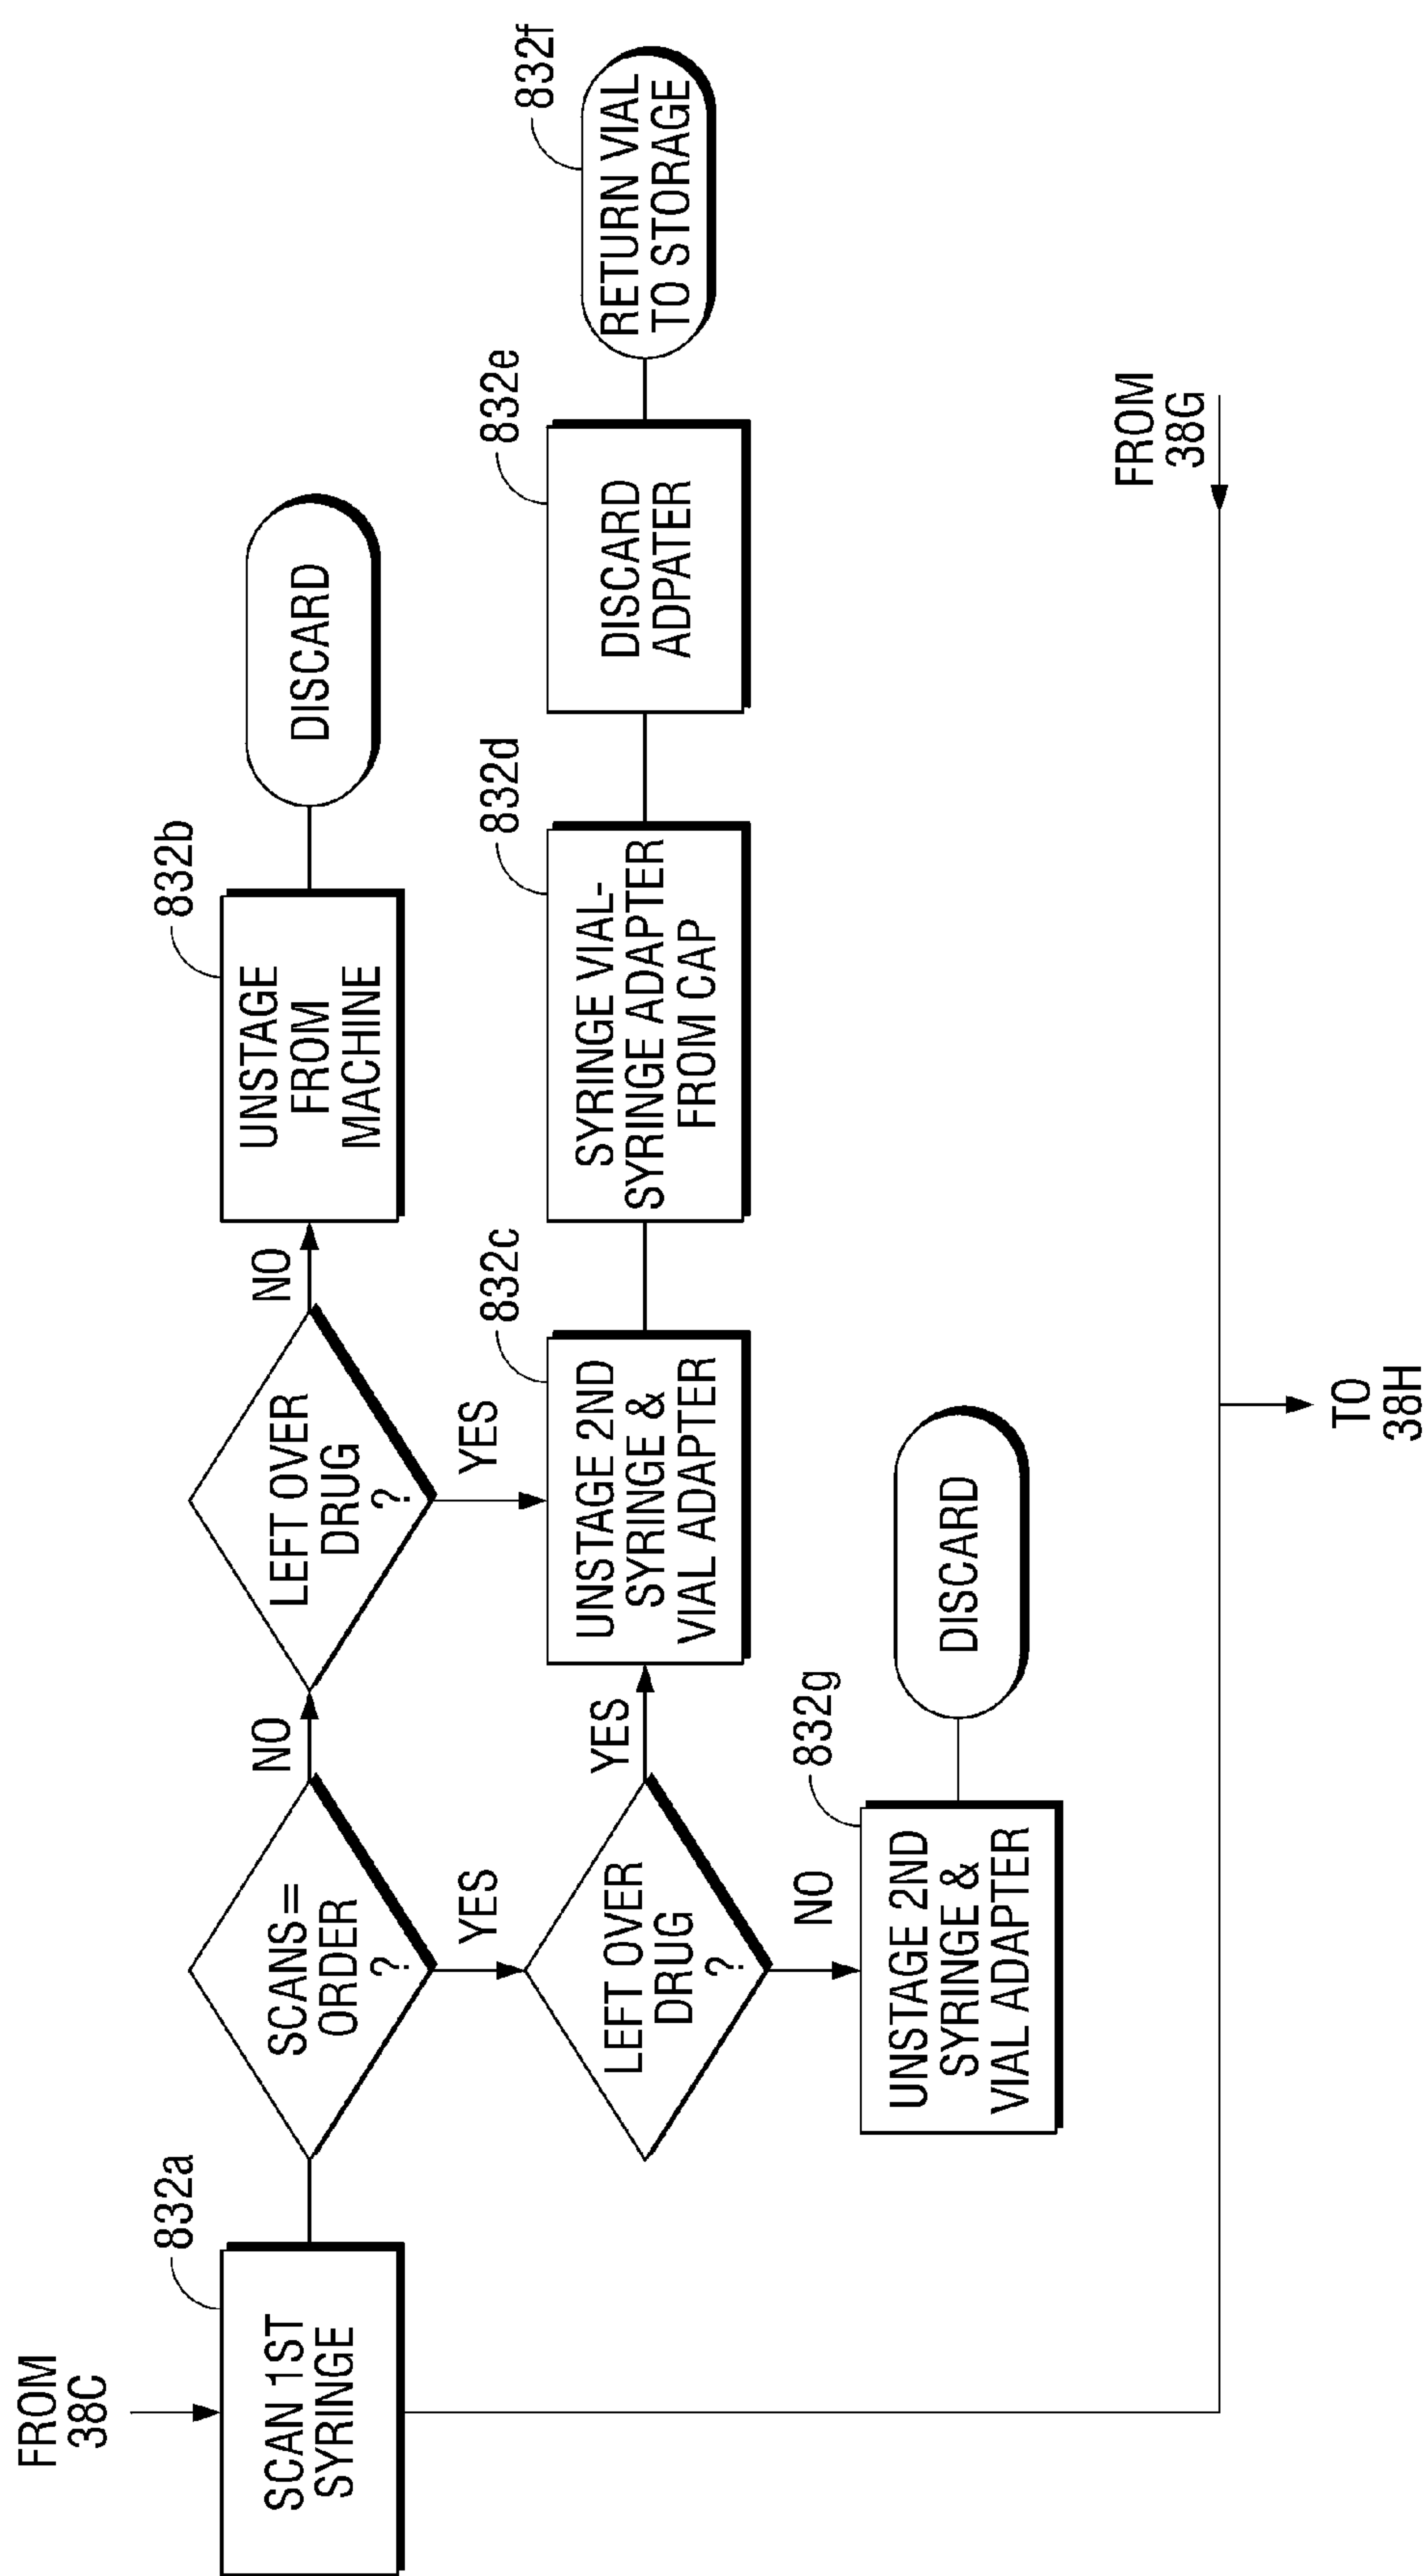 FROM
38C
832a
SCAN 1ST
SYRINGE
SCANS=
ORDER
?
NO
LEFT OVER
DRUG
?
NO
832b
UNSTAGE
FROM
MACHINE
DISCARD
YES
YES
LEFT OVER
DRUG
?
YES
832c
UNSTAGE 2ND
SYRINGE &
VIAL ADAPTER
832d
SYRINGE VIAL-
SYRINGE ADAPTER
FROM CAP
832e
DISCARD
ADPATER
832f
RETURN VIAL
TO STORAGE
NO
832g
UNSTAGE 2ND
SYRINGE &
VIAL ADAPTER
DISCARD
FROM
38G
TO
38H